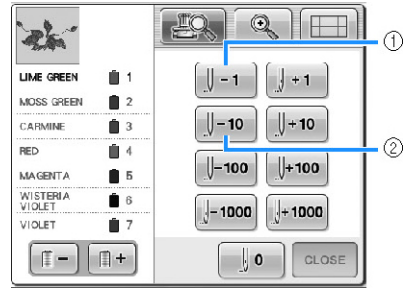 ①
LIME GREEN 1
MOSS GREEN 2
CARMINE 3
RED 4
MAGENTA 5
WISTERIA
VIOLET 6
VIOLET 7
−1
+1
−10
+10
②
−100
+100
−1000
+1000
−
+
0
CLOSE